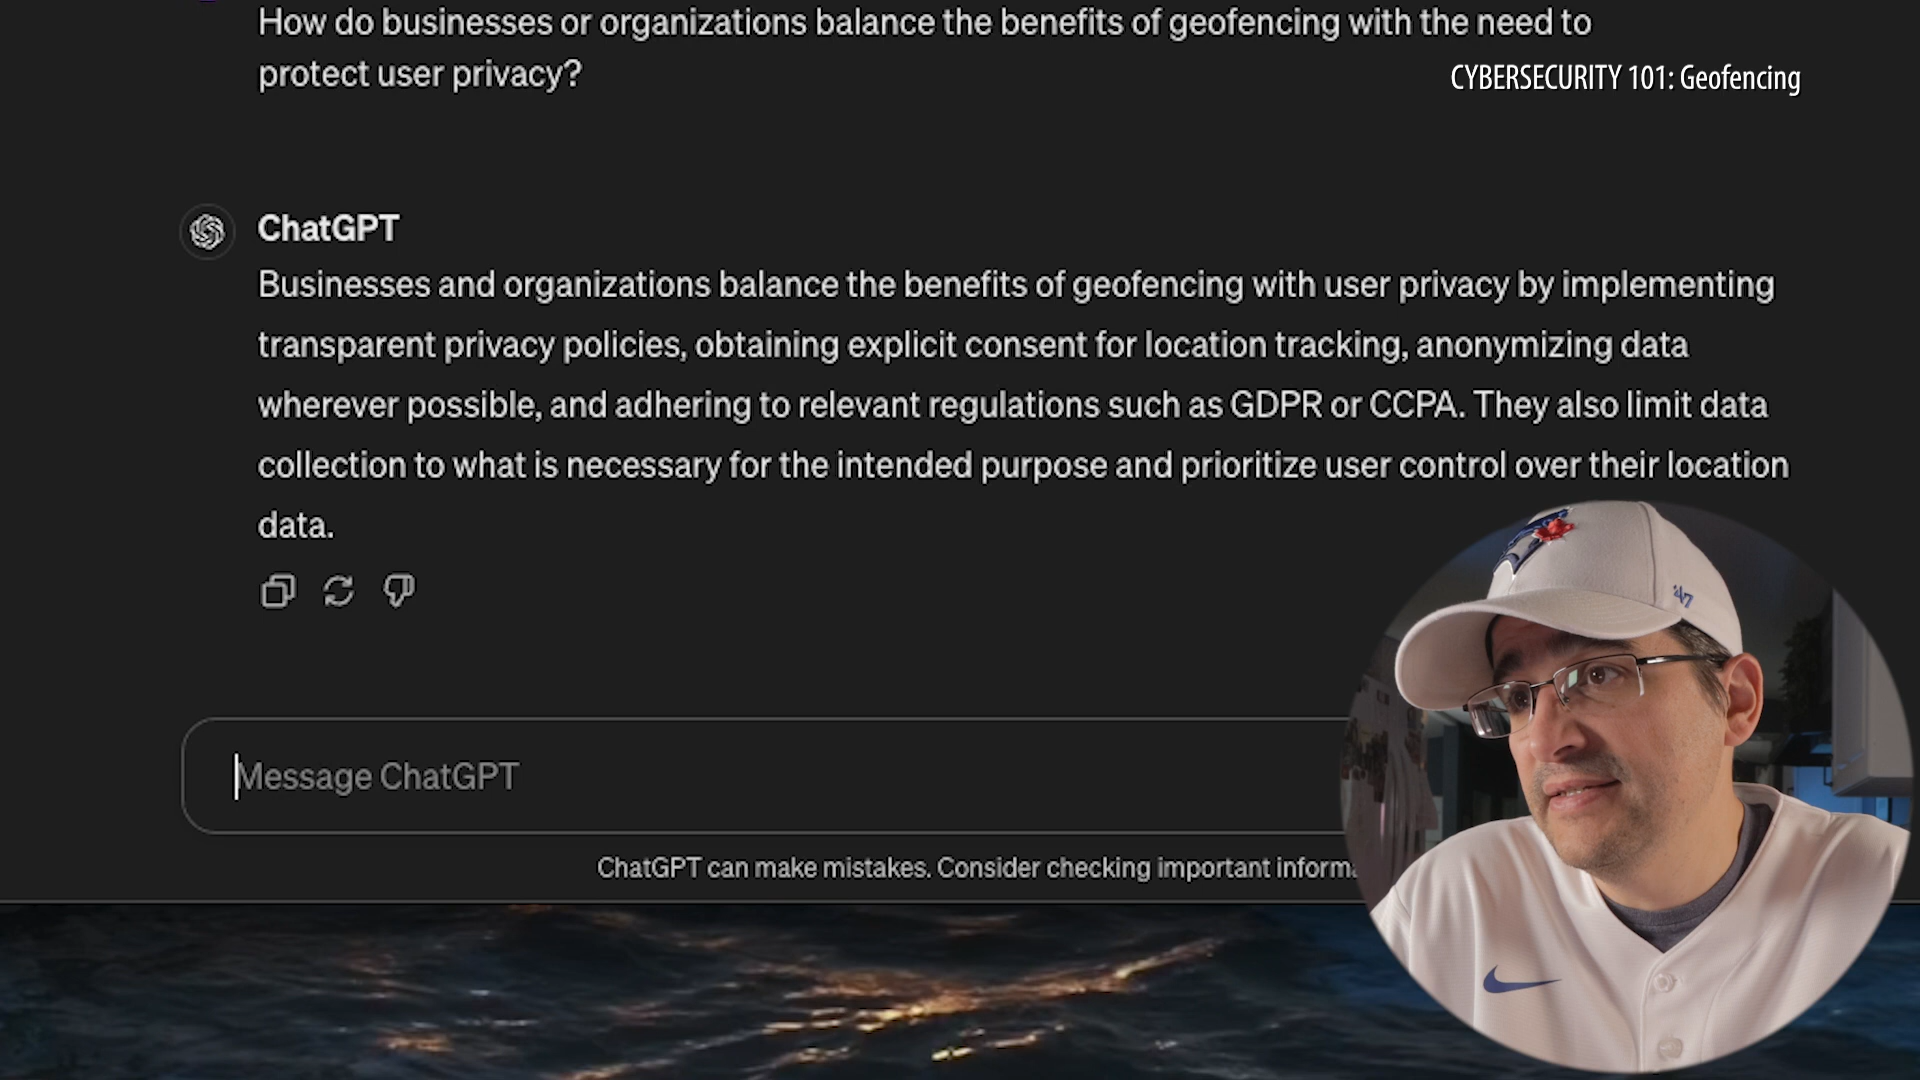 How do businesses or organizations balance the benefits of geofencing with the need to
protect user privacy?
CYBERSECURITY 101: Geofencing
ChatGPT
Businesses and organizations balance the benefits of geofencing with user privacy by implementing
transparent privacy policies, obtaining explicit consent for location tracking, anonymizing data
wherever possible, and adhering to relevant regulations such as GDPR or CCPA. They also limit data
collection to what is necessary for the intended purpose and prioritize user control over their location
data.
Message ChatGPT
ChatGPT can make mistakes. Consider checking important informa
'47